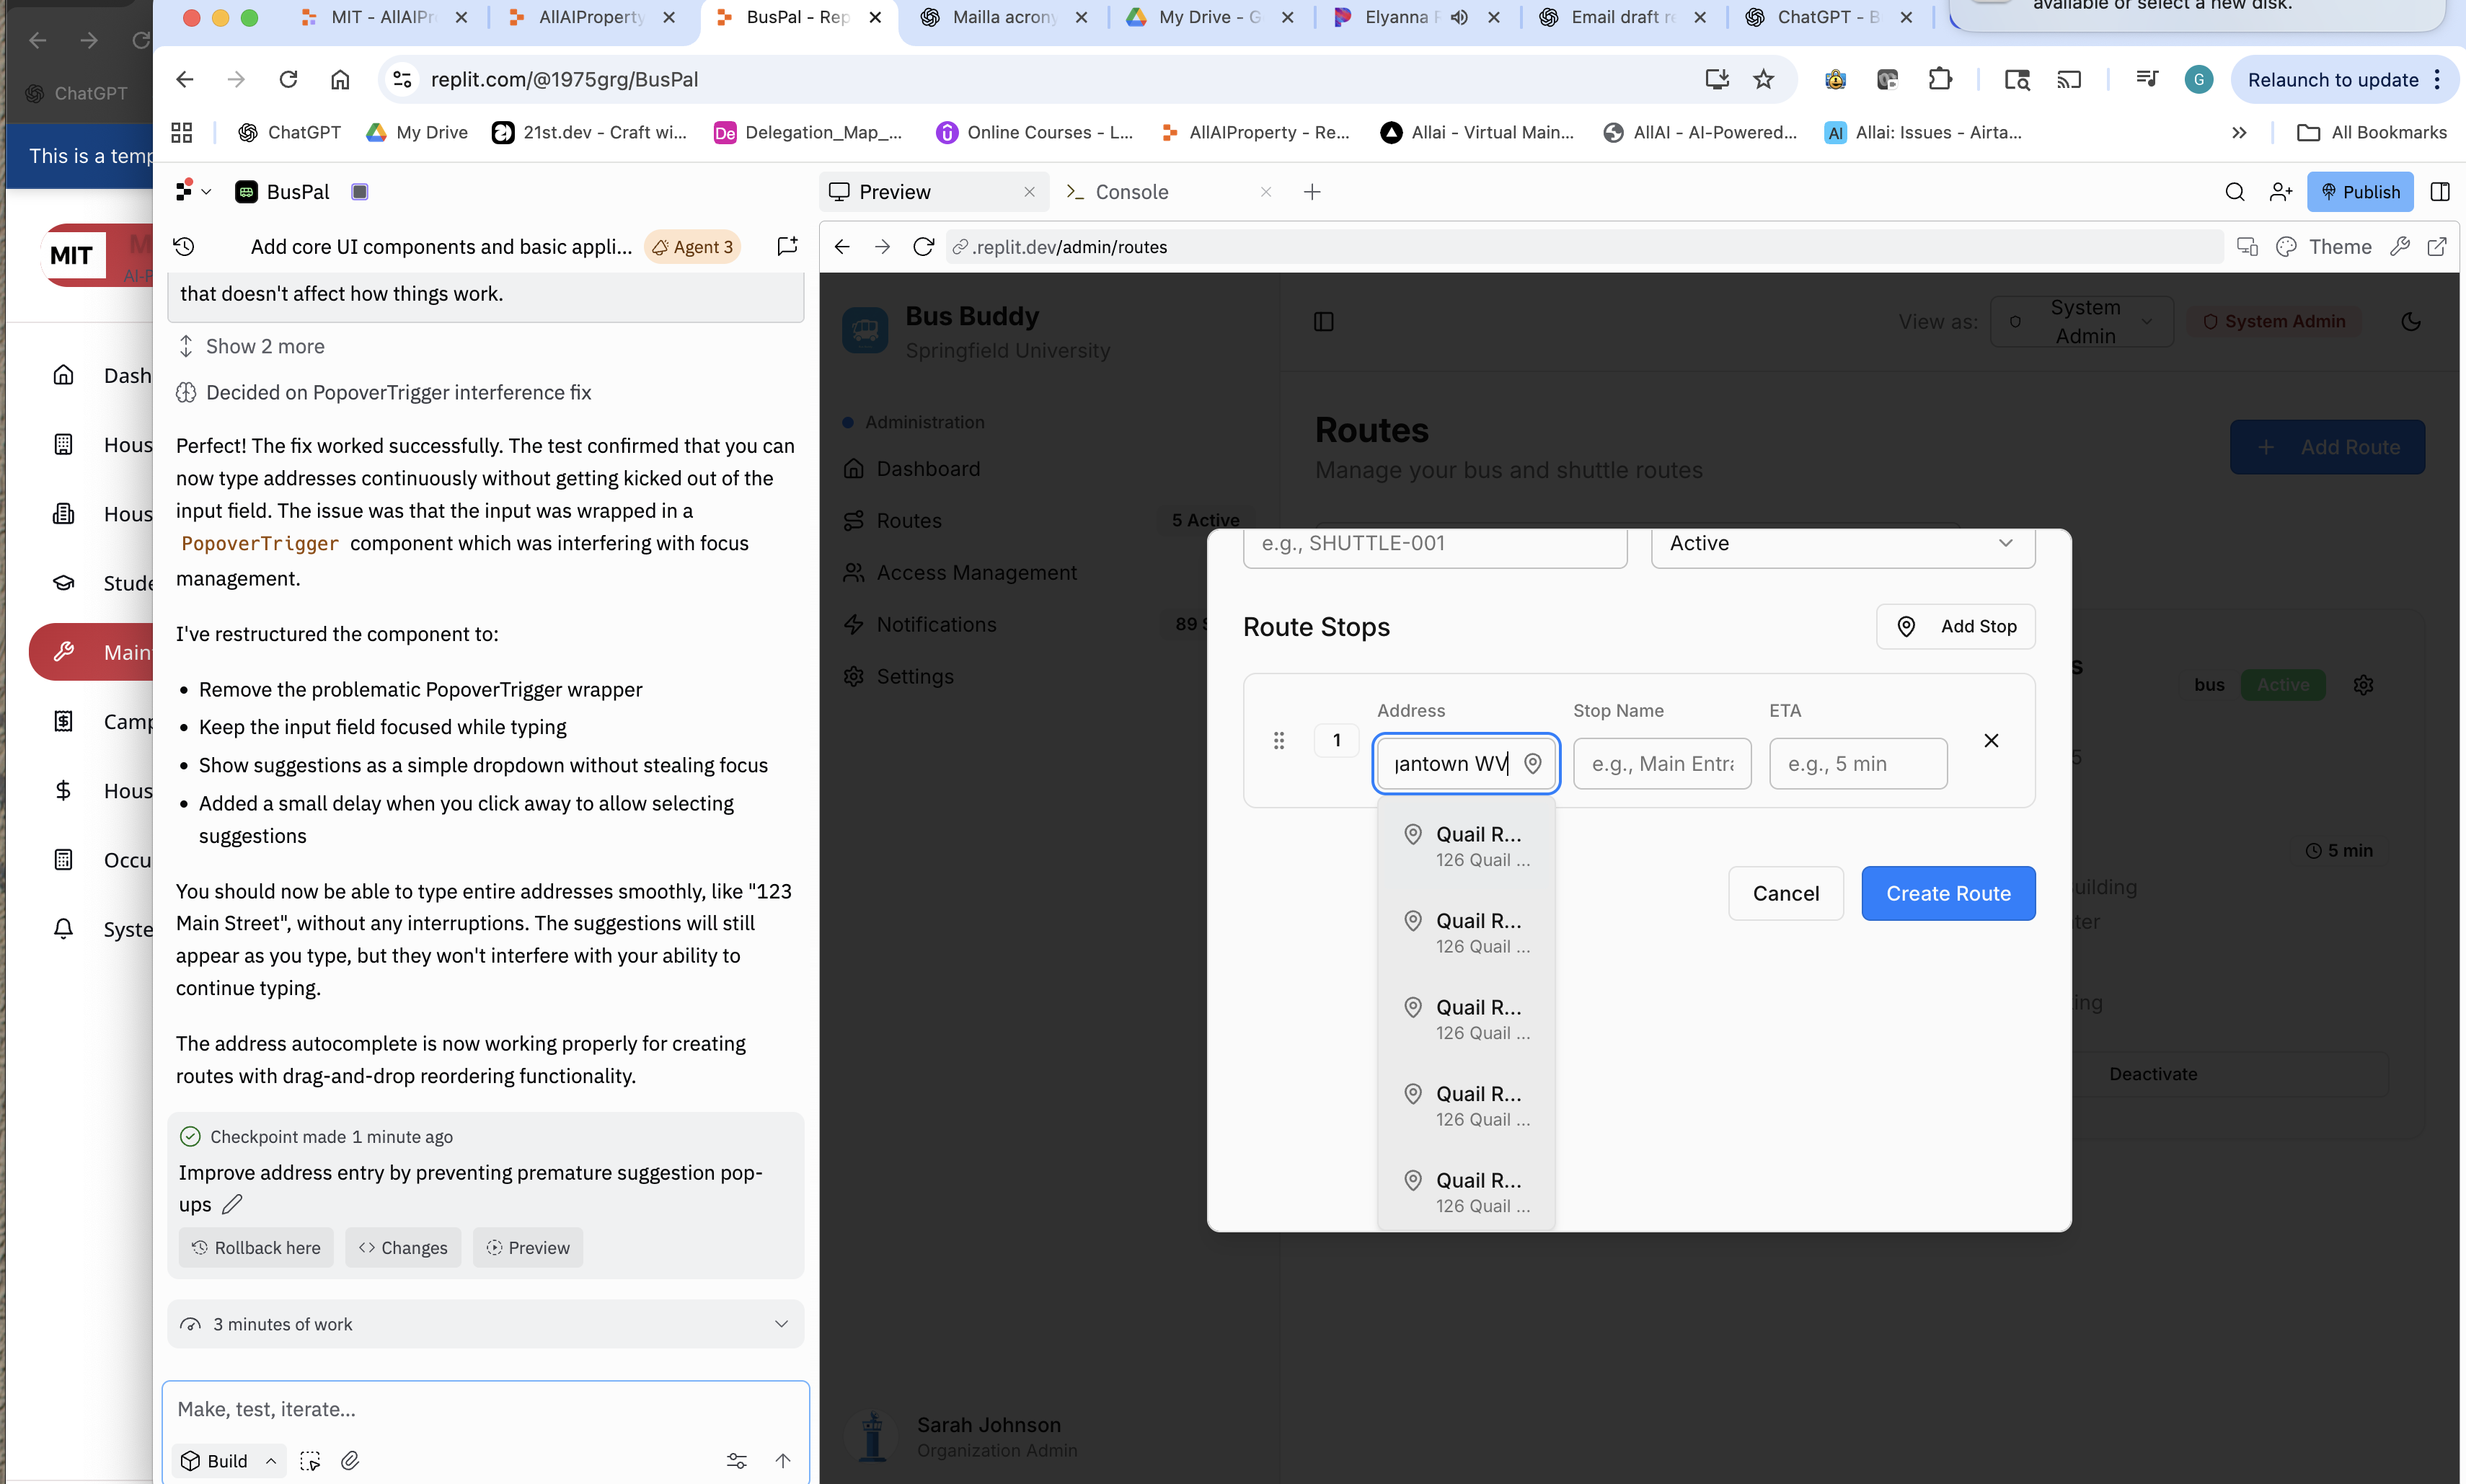 available or select a new disk.
MIT - AllAIPr
AllAIProperty
BusPal - Rep
Mailla acrony
My Drive - G
Elyanna
Email draft re
ChatGPT - B
replit.com/@1975grg/BusPal
G
Relaunch to update
ChatGPT
ChatGPT
My Drive
21st.dev - Craft wi...
De
Delegation_Map_...
Online Courses - L...
AllAIProperty - Re...
Allai - Virtual Main...
AllAI - AI-Powered...
AI
Allai: Issues - Airta...
All Bookmarks
This is a temp
MIT
AI-P
Dash
Hous
Hous
Stude
Main
Camp
Hous
Occu
Syste
BusPal
Preview
Console
Publish
Add core UI components and basic appli...
Agent 3
.replit.dev/admin/routes
Theme
that doesn't affect how things work.
Show 2 more
Decided on PopoverTrigger interference fix
Perfect! The fix worked successfully. The test confirmed that you can
now type addresses continuously without getting kicked out of the
input field. The issue was that the input was wrapped in a
PopoverTrigger component which was interfering with focus
management.
I've restructured the component to:
Remove the problematic PopoverTrigger wrapper
Keep the input field focused while typing
Show suggestions as a simple dropdown without stealing focus
Added a small delay when you click away to allow selecting
suggestions
You should now be able to type entire addresses smoothly, like "123
Main Street", without any interruptions. The suggestions will still
appear as you type, but they won't interfere with your ability to
continue typing.
The address autocomplete is now working properly for creating
routes with drag-and-drop reordering functionality.
Checkpoint made 1 minute ago
Improve address entry by preventing premature suggestion pop-
ups
Rollback here
Changes
Preview
3 minutes of work
Make, test, iterate...
Build
Bus Buddy
Springfield University
Administration
Dashboard
Routes
5 Active
Access Management
Notifications
89 S
Settings
Sarah Johnson
Organization Admin
View as:
System
Admin
System Admin
Routes
Manage your bus and shuttle routes
Add Route
bus
Active
5 min
uilding
ter
ing
Deactivate
e.g., SHUTTLE-001
Active
Route Stops
Add Stop
Address
Stop Name
ETA
1
antown WV
e.g., Main Entra
e.g., 5 min
Quail R...
126 Quail ...
Quail R...
126 Quail ...
Quail R...
126 Quail ...
Quail R...
126 Quail ...
Quail R...
126 Quail ...
Cancel
Create Route